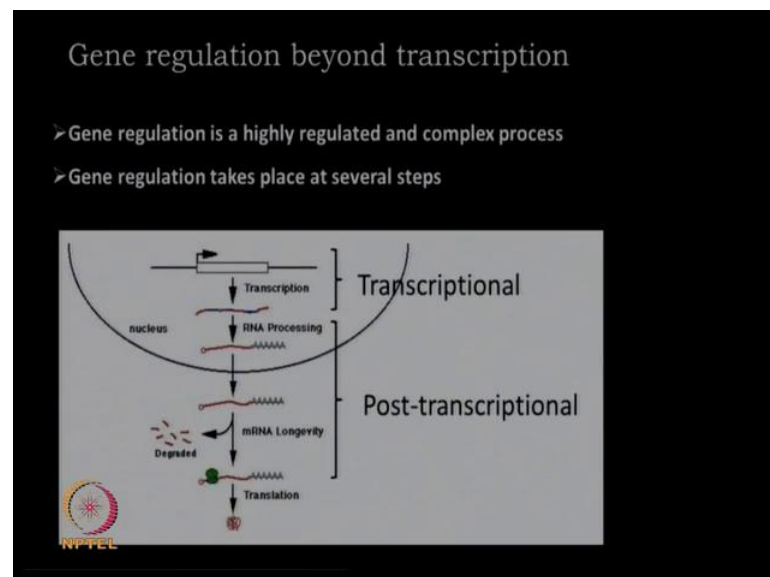 Gene regulation beyond transcription
➢Gene regulation is a highly regulated and complex process
➢Gene regulation takes place at several steps
Transcription
Transcriptional
nucleus
RNA Processing
Post-transcriptional
mRNA Longevity
Degraded
Translation
NPTEL